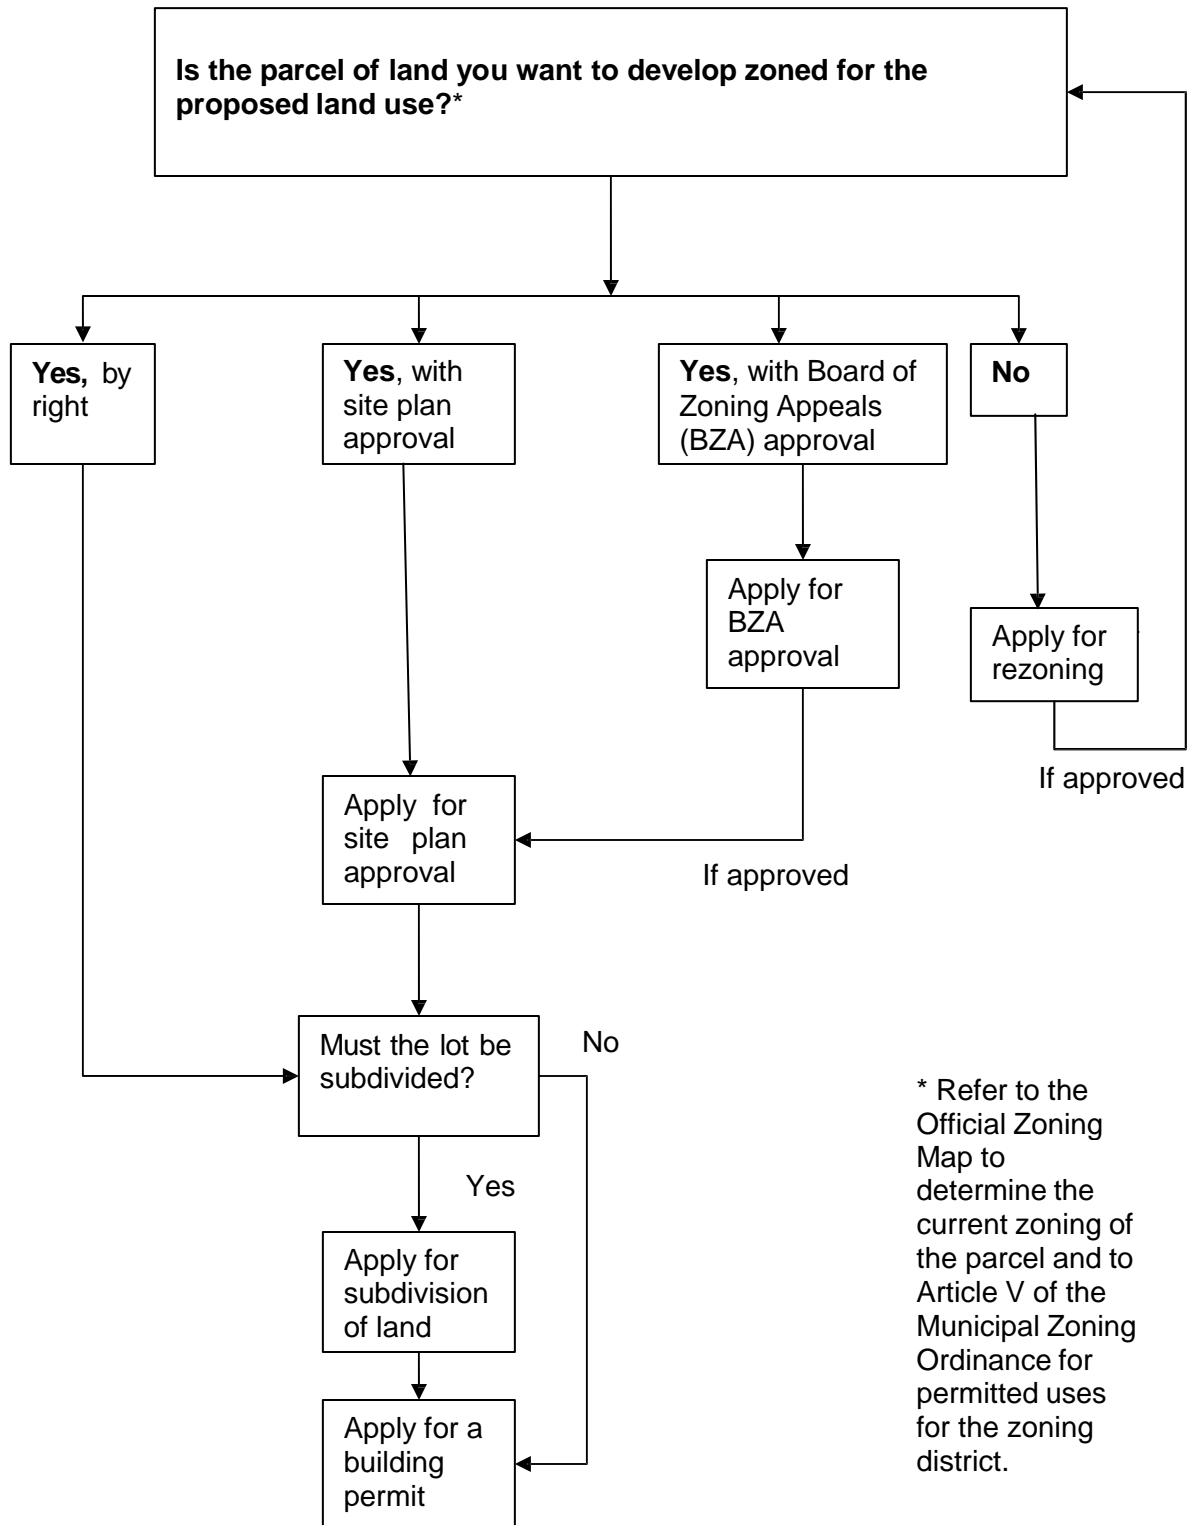 Is the parcel of land you want to develop zoned for the
proposed land use?*
Yes, by
right
Yes, with
site plan
approval
Yes, with Board of
Zoning Appeals
(BZA) approval
No
Apply for
BZA
approval
Apply for
rezoning
If approved
Apply for
site plan
approval
If approved
Must the lot be
subdivided?
No
Yes
Apply for
subdivision
of land
Apply for a
building
permit
* Refer to the
Official Zoning
Map to
determine the
current zoning of
the parcel and to
Article V of the
Municipal Zoning
Ordinance for
permitted uses
for the zoning
district.